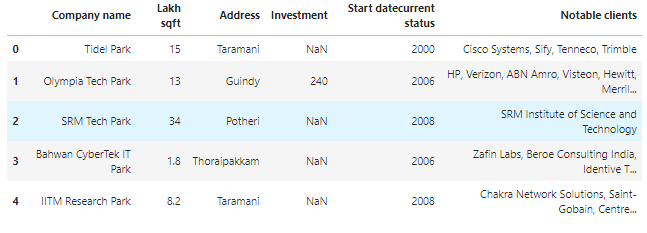 Company name Lakh sqft Address Investment Start datecurrent status Notable clients
0 Tidel Park 15 Taramani NaN 2000 Cisco Systems, Sify, Tenneco, Trimble
1 Olympia Tech Park 13 Guindy 240 2006 HP, Verizon, ABN Amro, Visteon, Hewitt, Merril...
2 SRM Tech Park 34 Potheri NaN 2008 SRM Institute of Science and Technology
3 Bahwan CyberTek IT Park 1.8 Thoraipakkam NaN 2006 Zafin Labs, Beroe Consulting India, Identive T...
4 IITM Research Park 8.2 Taramani NaN 2008 Chakra Network Solutions, Saint-Gobain, Centre...